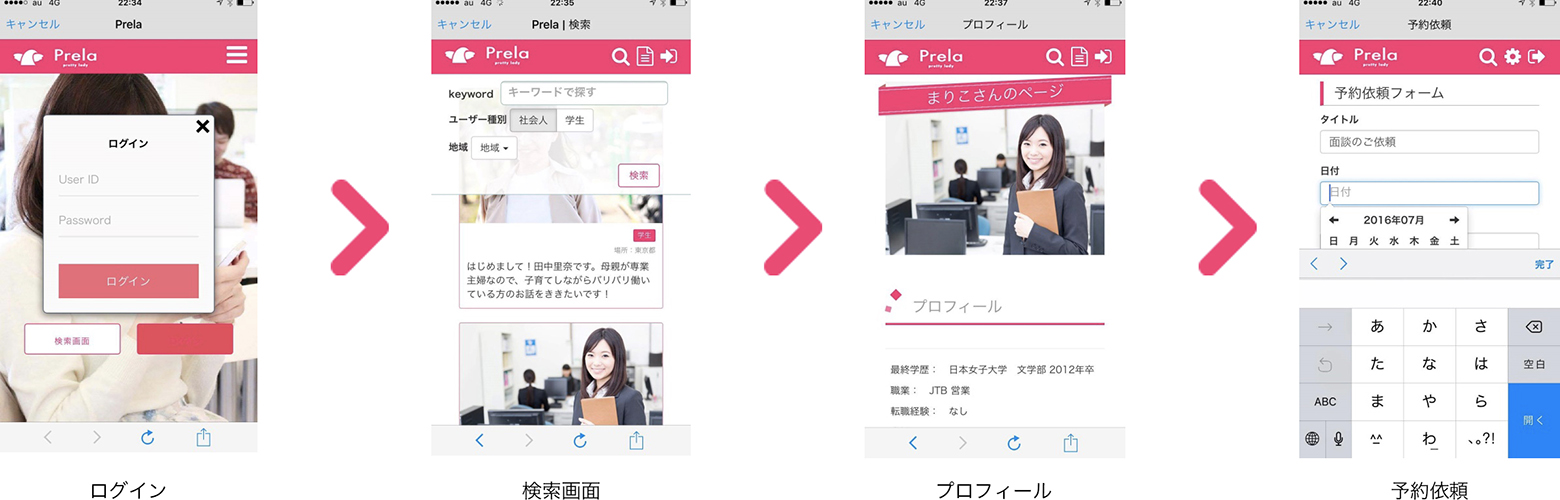 au 4G 22:34
キャンセル Prela
Prela
pretty lady
ログイン
User ID
Password
ログイン
検索画面
ログイン
au 4G 22:35
キャンセル Prela | 検索
Prela
pretty lady
keyword キーワードで探す
ユーザー種別 社会人 学生
地域 地域
検索
学生
場所：東京都
はじめまして！田中里奈です。母親が専業
主婦なので、子育てしながらバリバリ働い
ている方のお話をききたいです！
検索画面
au 4G 22:37
キャンセル プロフィール
Prela
pretty lady
まりこさんのページ
プロフィール
最終学歴： 日本女子大学 文学部 2012年卒
職業： JTB 営業
転職経験： なし
プロフィール
au 4G 22:40
キャンセル 予約依頼
Prela
pretty lady
予約依頼フォーム
タイトル
面談のご依頼
日付
日付
2016年07月
日 月 火 水 木 金 土
完了
あ か さ
た な は 空白
ABC ま や ら
開く
^^ わ 、。?!
予約依頼